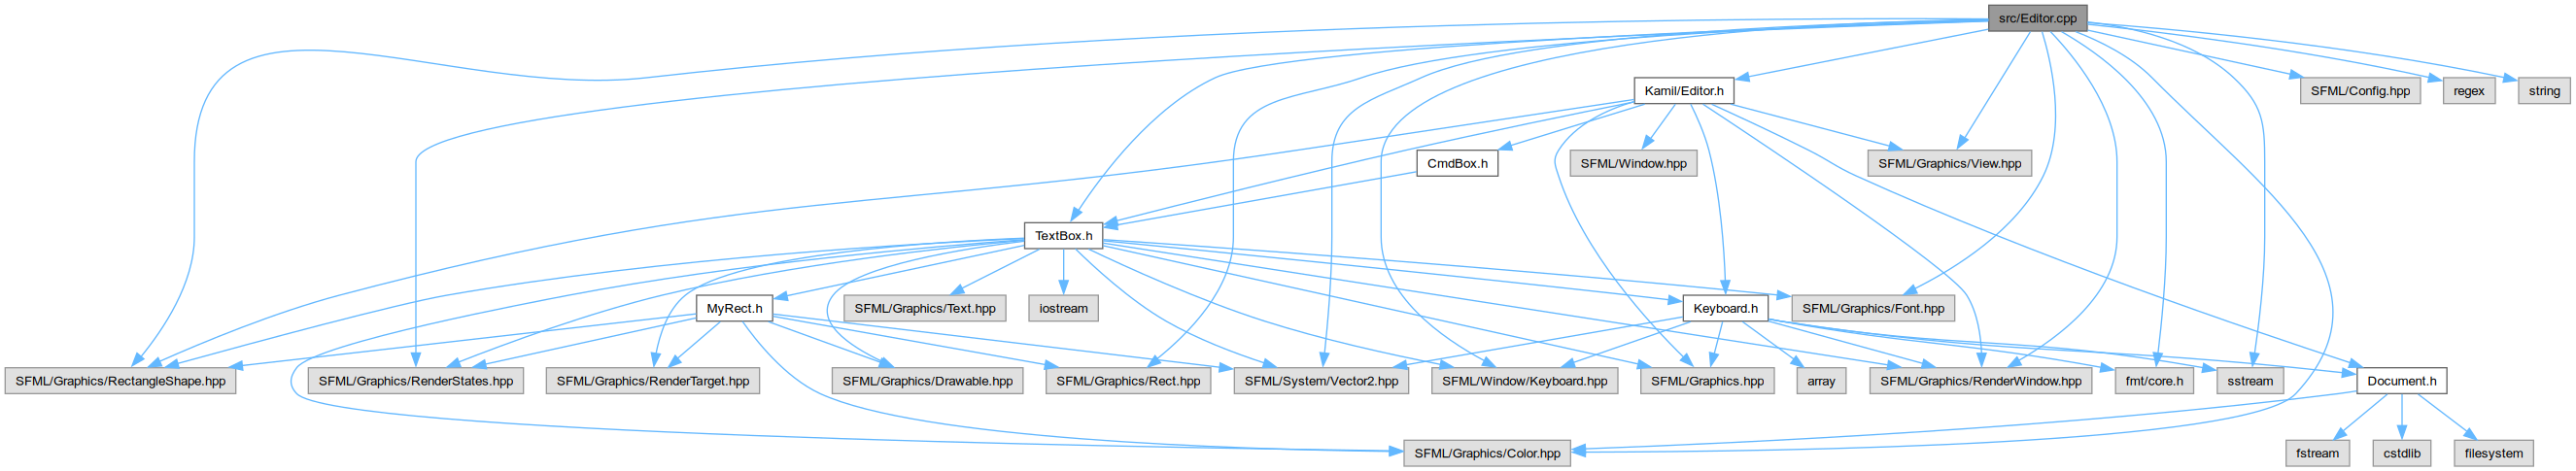 src/Editor.cpp
Kamil/Editor.h
SFML/Config.hpp
regex
string
CmdBox.h
SFML/Window.hpp
SFML/Graphics/View.hpp
TextBox.h
MyRect.h
SFML/Graphics/Text.hpp
iostream
Keyboard.h
SFML/Graphics/Font.hpp
SFML/Graphics/RectangleShape.hpp
SFML/Graphics/RenderStates.hpp
SFML/Graphics/RenderTarget.hpp
SFML/Graphics/Drawable.hpp
SFML/Graphics/Rect.hpp
SFML/System/Vector2.hpp
SFML/Window/Keyboard.hpp
SFML/Graphics.hpp
array
SFML/Graphics/RenderWindow.hpp
fmt/core.h
sstream
Document.h
SFML/Graphics/Color.hpp
fstream
cstdlib
filesystem